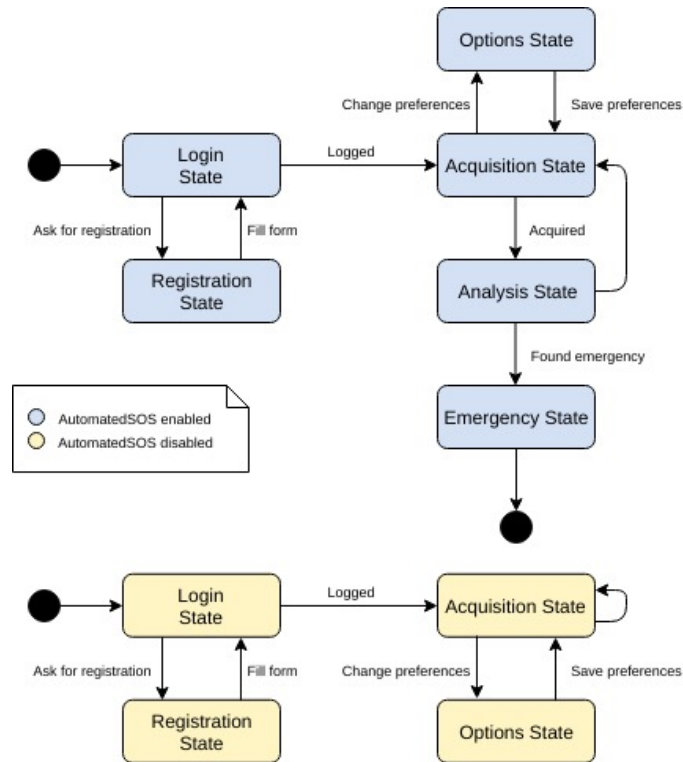 Options State
Change preferences
Save preferences
Login
State
Logged
Acquisition State
Ask for registration
Fill form
Acquired
Registration
State
Analysis State
Found emergency
AutomatedSOS enabled
AutomatedSOS disabled
Emergency State
Login
State
Logged
Acquisition State
Ask for registration
Fill form
Change preferences
Save preferences
Registration
State
Options State